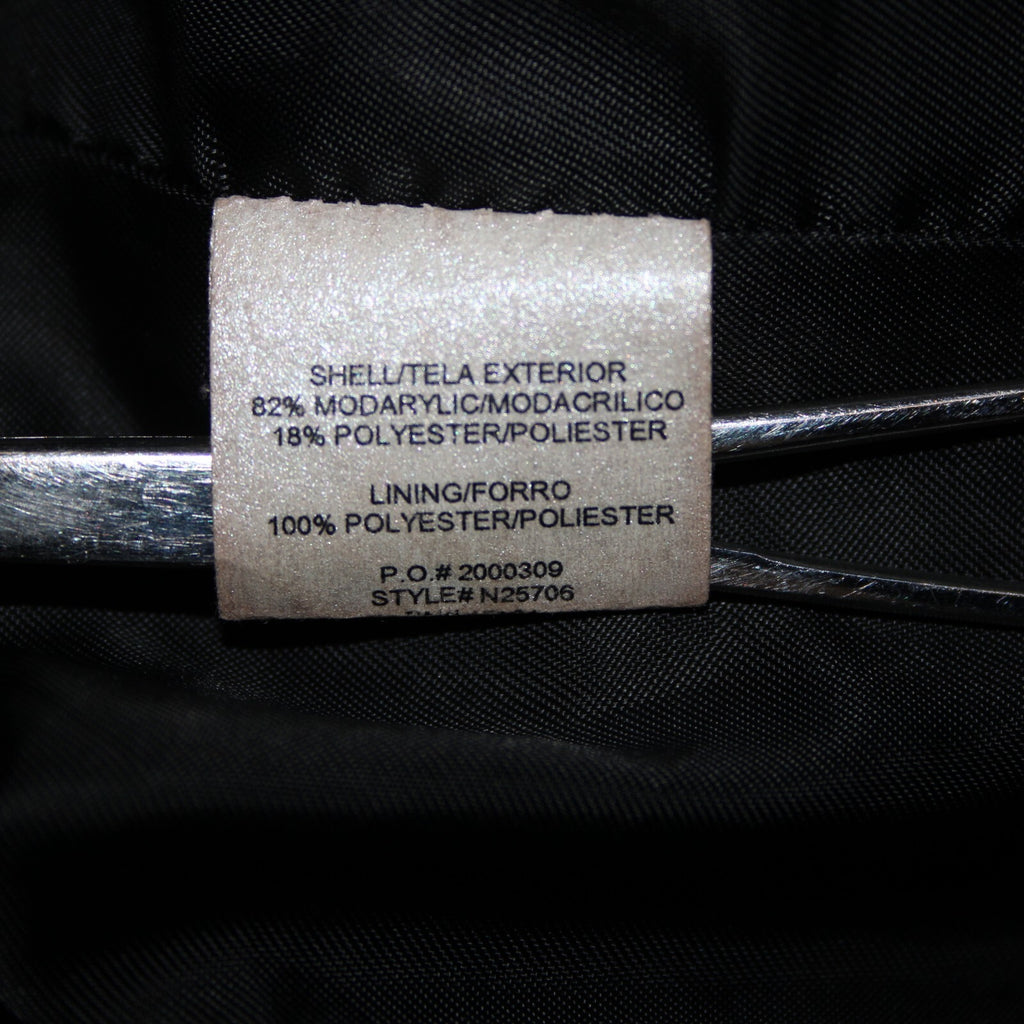 SHELL/TELA EXTERIOR
82% MODARYLIC/MODACRILICO
18% POLYESTER/POLIESTER
LINING/FORRO
100% POLYESTER/POLIESTER
P.O.# 2000309
STYLE# N25706